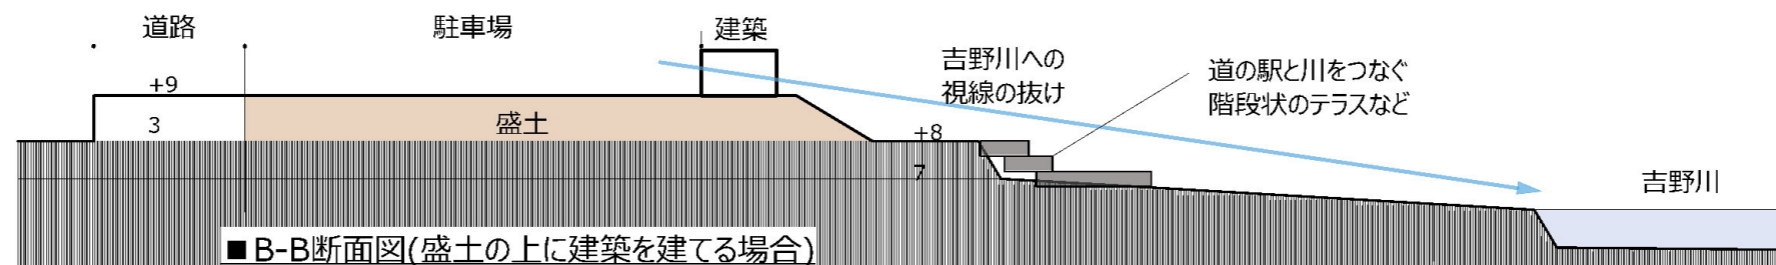 道路
駐車場
建築
吉野川への
視線の抜け
道の駅と川をつなぐ
階段状のテラスなど
+9
3
盛土
+8
7
吉野川
■B-B断面図(盛土の上に建築を建てる場合)